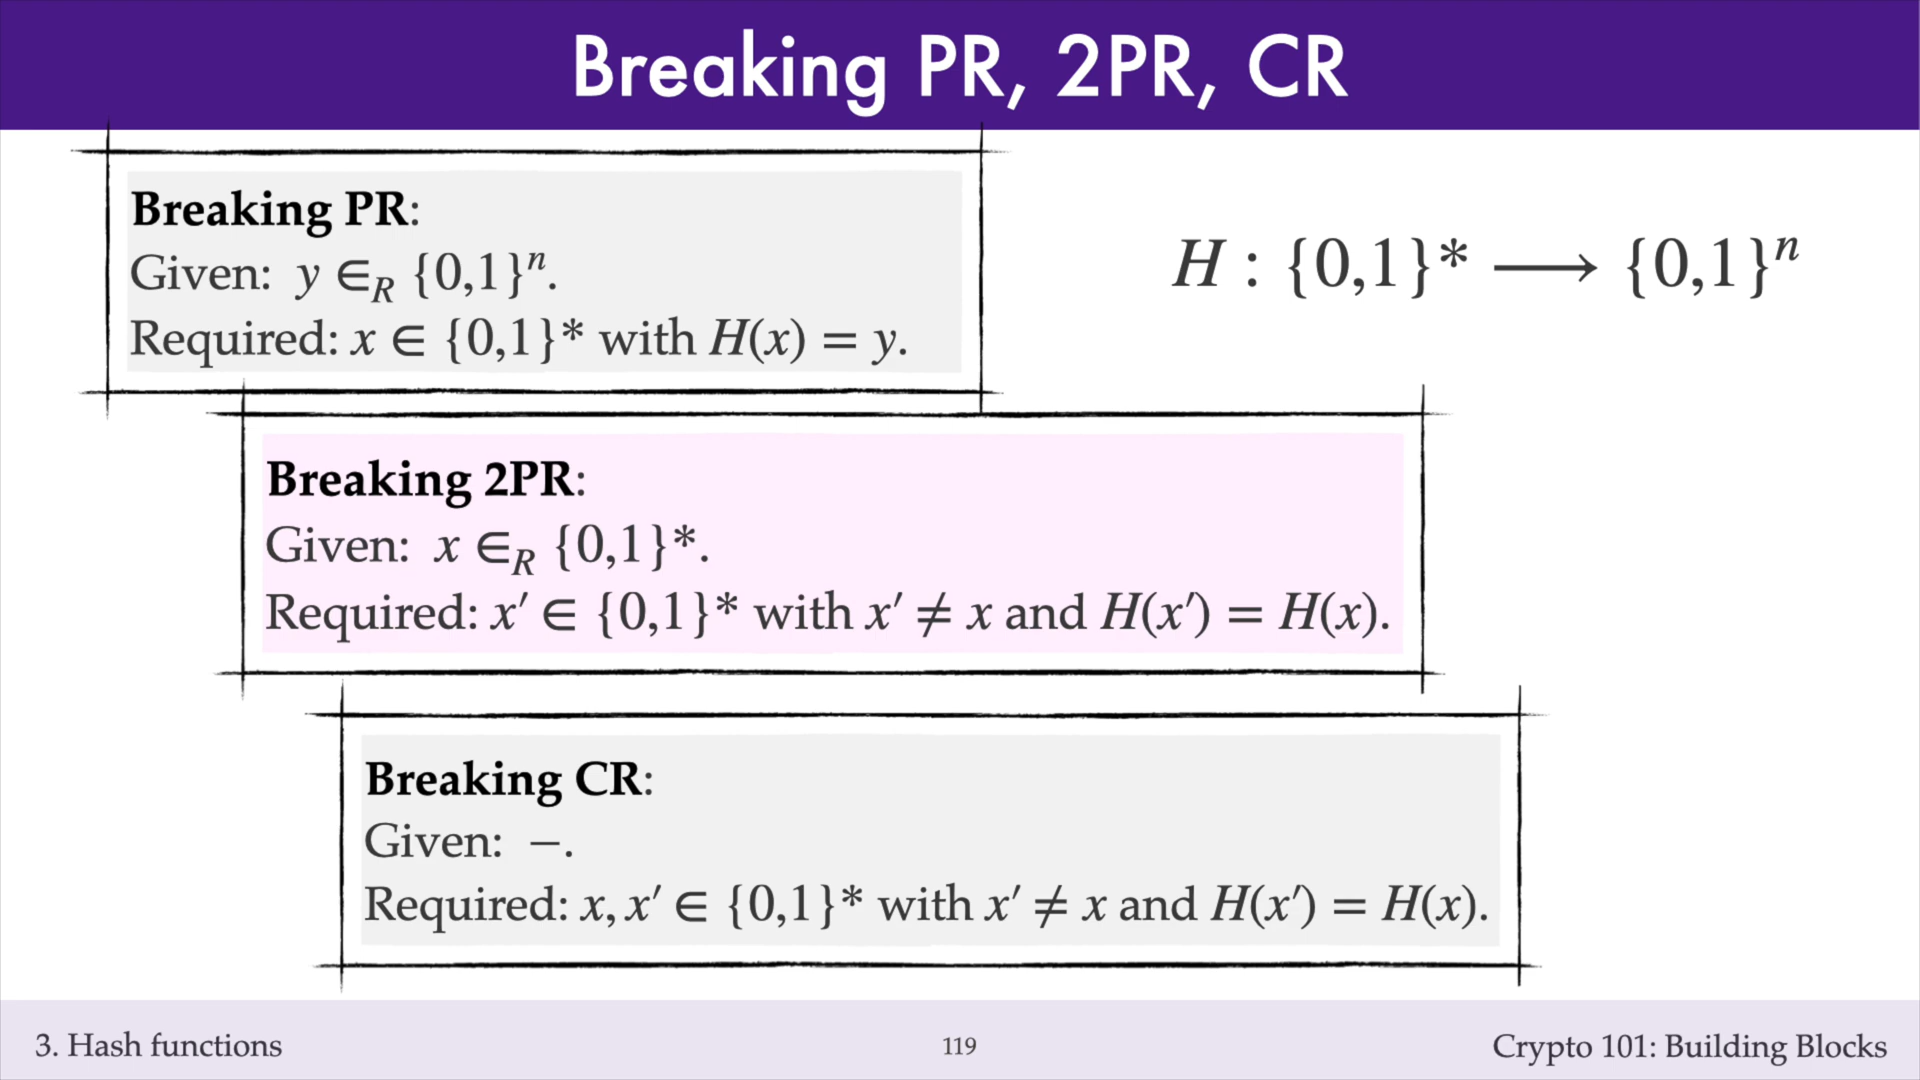 Breaking PR, 2PR, CR
Breaking PR:
Given: y ∈_R {0,1}^n.
Required: x ∈ {0,1}* with H(x) = y.
H : {0,1}* ⟶ {0,1}^n
Breaking 2PR:
Given: x ∈_R {0,1}*.
Required: x′ ∈ {0,1}* with x′ ≠ x and H(x′) = H(x).
Breaking CR:
Given: −.
Required: x, x′ ∈ {0,1}* with x′ ≠ x and H(x′) = H(x).
3. Hash functions
119
Crypto 101: Building Blocks